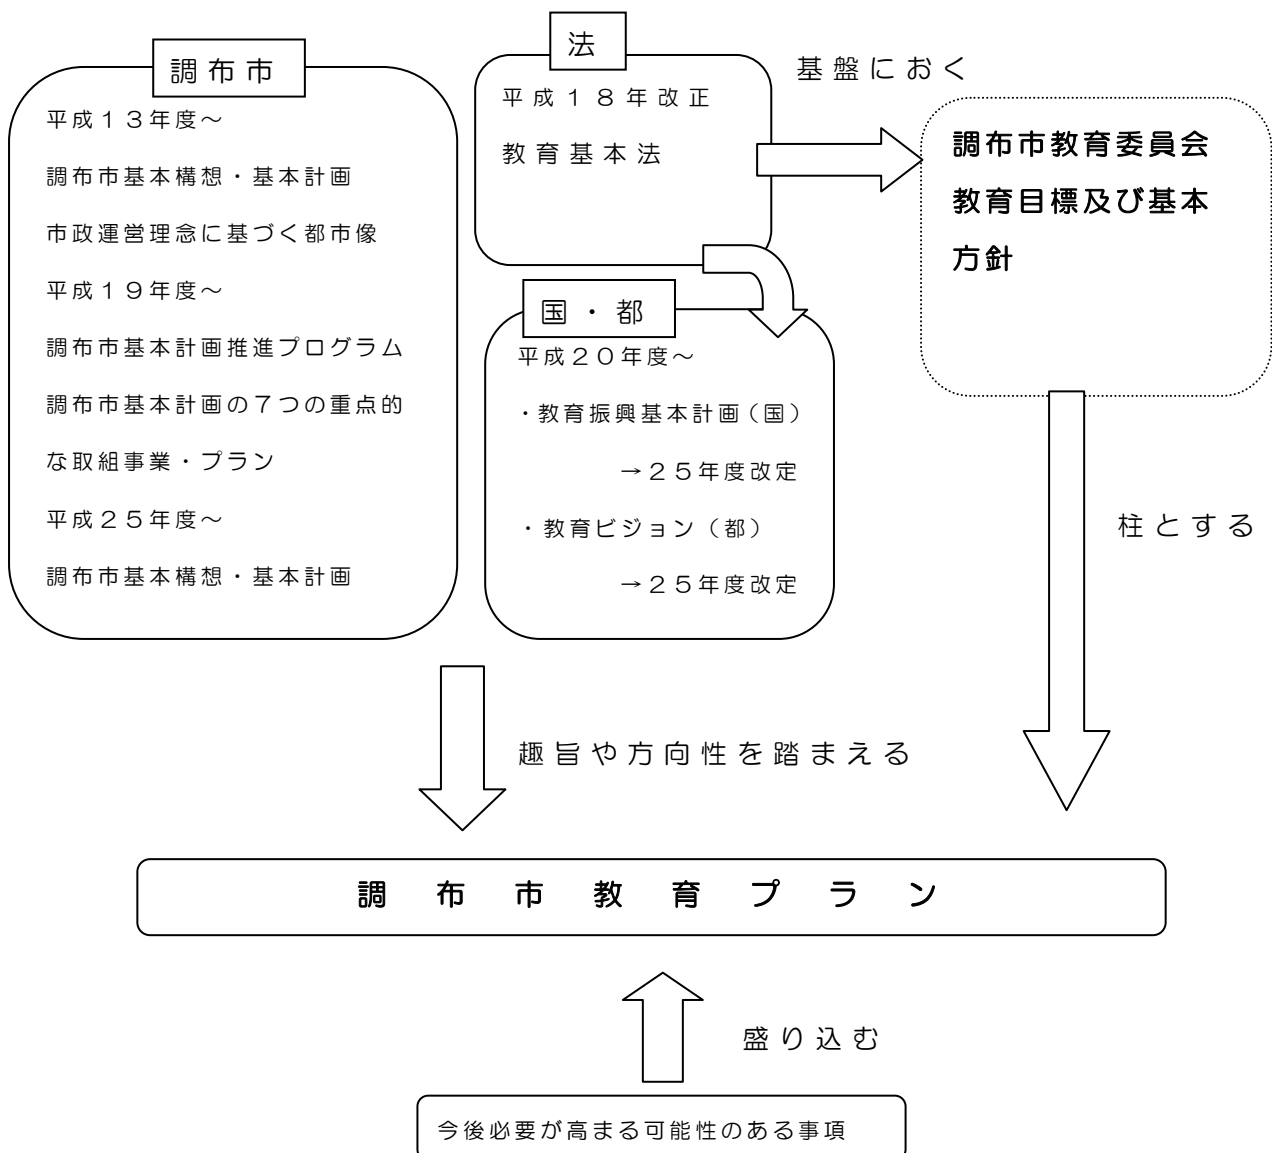 調布市
平成１３年度～
調布市基本構想・基本計画
市政運営理念に基づく都市像
平成１９年度～
調布市基本計画推進プログラム
調布市基本計画の７つの重点的
な取組事業・プラン
平成２５年度～
調布市基本構想・基本計画
法
平成１８年改正
教育基本法
基盤におく
調布市教育委員会
教育目標及び基本
方針
国・都
平成２０年度～
・教育振興基本計画（国）
→２５年度改定
・教育ビジョン（都）
→２５年度改定
柱とする
趣旨や方向性を踏まえる
調布市教育プラン
盛り込む
今後必要が高まる可能性のある事項